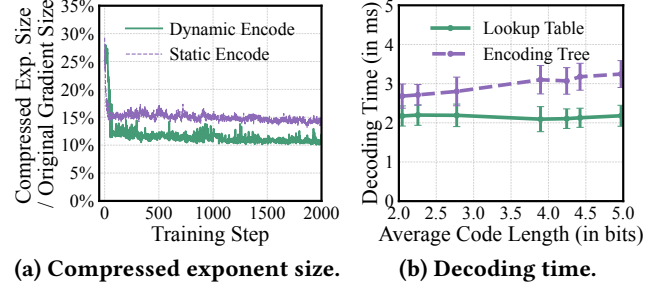 Compressed Exp. Size
/ Original Gradient Size
35%
30%
25%
20%
15%
10%
5%
0%
Dynamic Encode
Static Encode
0 500 1000 1500 2000
Training Step
(a) Compressed exponent size.
Decoding Time (in ms)
5
4
3
2
1
0
Lookup Table
Encoding Tree
2.0 2.5 3.0 3.5 4.0 4.5 5.0
Average Code Length (in bits)
(b) Decoding time.